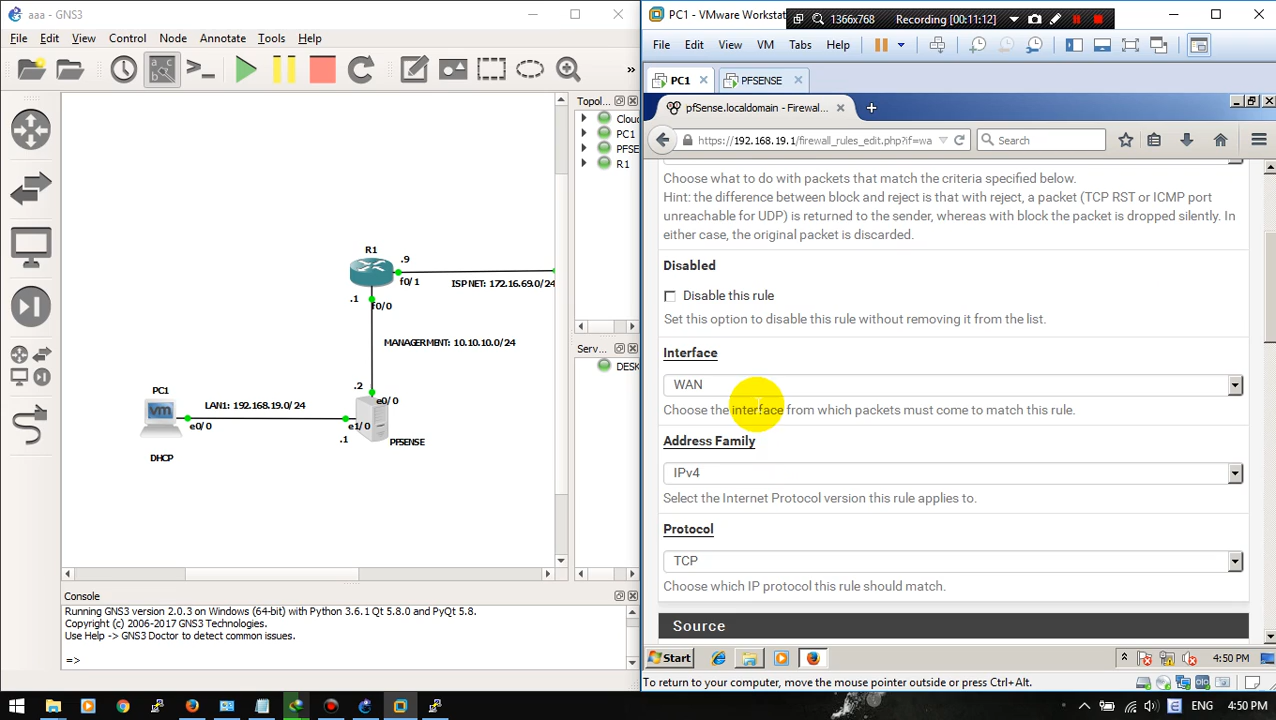 aaa - GNS3
File Edit View Control Node Annotate Tools Help
»
R1
.9
f0/1
ISP NET: 172.16.69.0/24
.1
f0/0
MANAGERMENT: 10.10.10.0/24
.2
e0/0
PC1
LAN1: 192.168.19.0/24
e0/0
e1/0
.1
PFSENSE
DHCP
Topol...
Clou
PC1
PFSE
R1
Serv...
DESK
Console
Running GNS3 version 2.0.3 on Windows (64-bit) with Python 3.6.1 Qt 5.8.0 and PyQt 5.8.
Copyright (c) 2006-2017 GNS3 Technologies.
Use Help -> GNS3 Doctor to detect common issues.
=>
PC1 - VMware Workstat
1366x768 Recording [00:11:12]
File Edit View VM Tabs Help
PC1 PFSENSE
pfSense.localdomain - Firewall...
https://192.168.19.1/firewall_rules_edit.php?if=wa
Search
Choose what to do with packets that match the criteria specified below.
Hint: the difference between block and reject is that with reject, a packet (TCP RST or ICMP port
unreachable for UDP) is returned to the sender, whereas with block the packet is dropped silently. In
either case, the original packet is discarded.
Disabled
Disable this rule
Set this option to disable this rule without removing it from the list.
Interface
WAN
Choose the interface from which packets must come to match this rule.
Address Family
IPv4
Select the Internet Protocol version this rule applies to.
Protocol
TCP
Choose which IP protocol this rule should match.
Source
Start
4:50 PM
To return to your computer, move the mouse pointer outside or press Ctrl+Alt.
ENG 4:50 PM